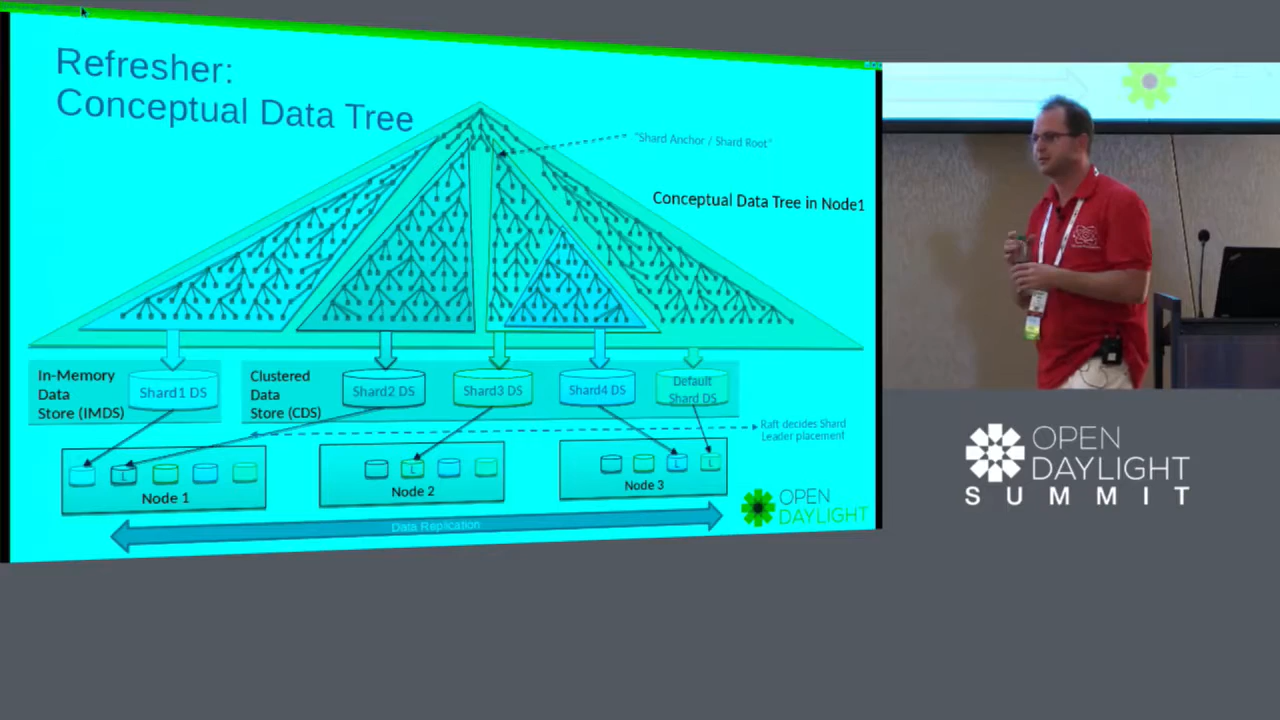 Refresher:
Conceptual Data Tree
"Shard Anchor / Shard Root"
Conceptual Data Tree in Node1
In-Memory
Data
Store (IMDS)
Shard1 DS
Clustered
Data
Store (CDS)
Shard2 DS
Shard3 DS
Shard4 DS
Default
Shard DS
Raft decides Shard
Leader placement
L
Node 1
L
Node 2
L
L
Node 3
Data Replication
OPEN
DAYLIGHT
OPEN
DAYLIGHT
SUMMIT